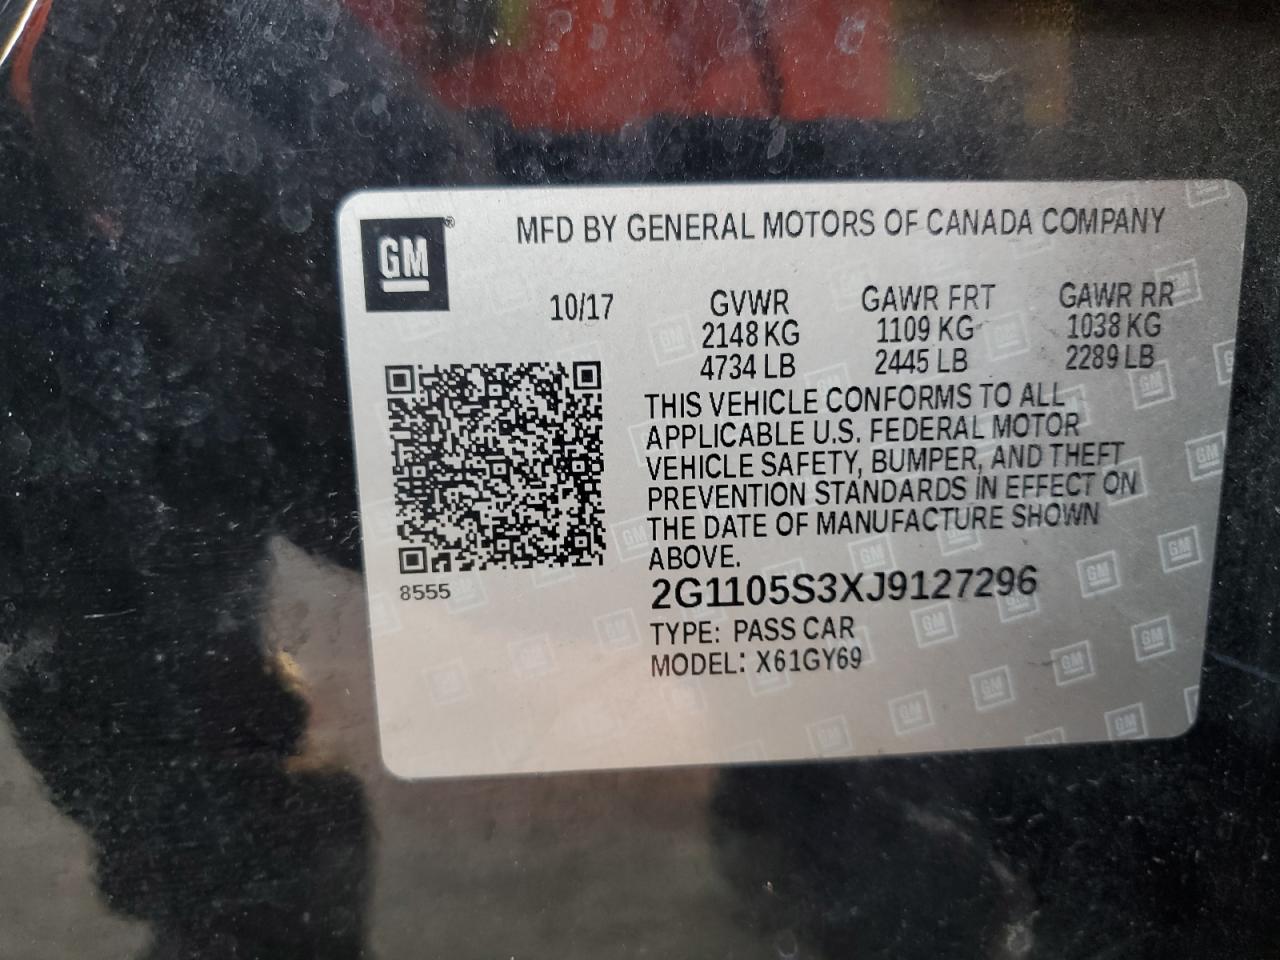 GM®
MFD BY GENERAL MOTORS OF CANADA COMPANY
10/17 GVWR GAWR FRT GAWR RR
2148 KG 1109 KG 1038 KG
4734 LB 2445 LB 2289 LB
THIS VEHICLE CONFORMS TO ALL
APPLICABLE U.S. FEDERAL MOTOR
VEHICLE SAFETY, BUMPER, AND THEFT
PREVENTION STANDARDS IN EFFECT ON
THE DATE OF MANUFACTURE SHOWN
ABOVE.
8555
2G1105S3XJ9127296
TYPE: PASS CAR
MODEL: X61GY69